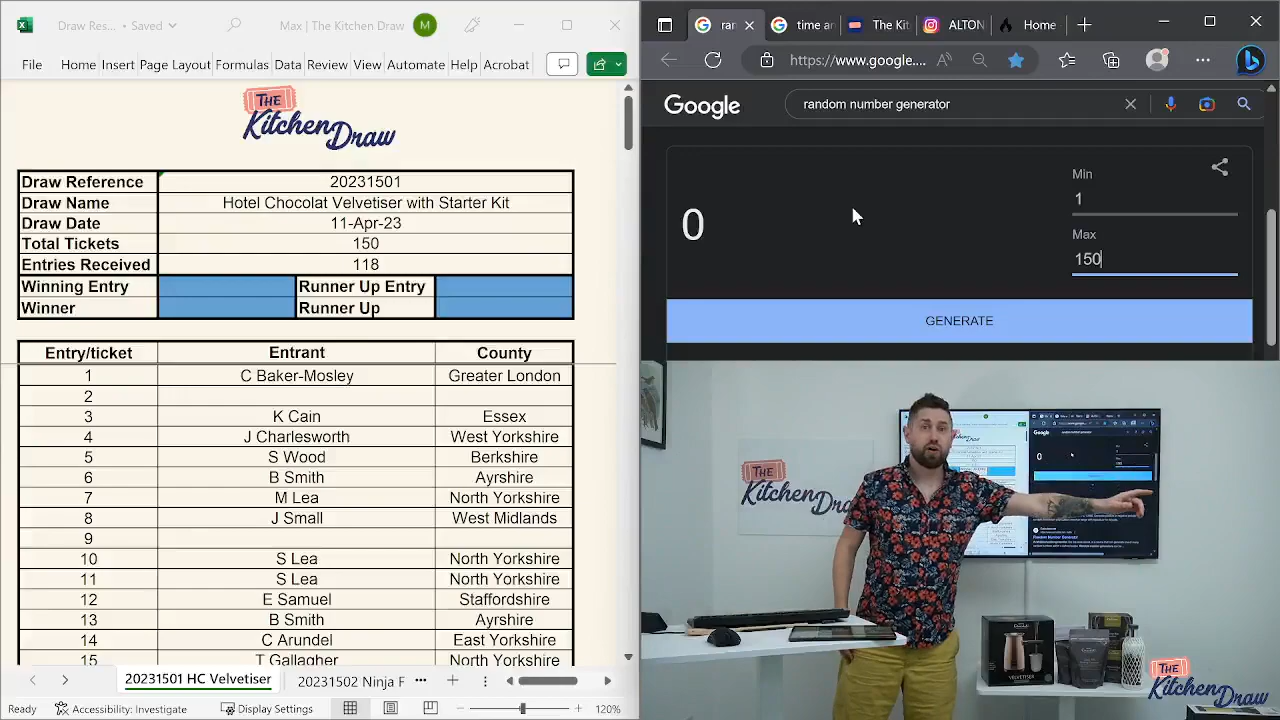 Draw Res... • Saved
Max | The Kitchen Draw
M
File Home Insert Page Layout Formulas Data Review View Automate Help Acrobat
THE
Kitchen Draw
Draw Reference 20231501
Draw Name Hotel Chocolat Velvetiser with Starter Kit
Draw Date 11-Apr-23
Total Tickets 150
Entries Received 118
Winning Entry Runner Up Entry
Winner Runner Up
Entry/ticket Entrant County
1 C Baker-Mosley Greater London
2
3 K Cain Essex
4 J Charlesworth West Yorkshire
5 S Wood Berkshire
6 B Smith Ayrshire
7 M Lea North Yorkshire
8 J Small West Midlands
9
10 S Lea North Yorkshire
11 S Lea North Yorkshire
12 E Samuel Staffordshire
13 B Smith Ayrshire
14 C Arundel East Yorkshire
15 T Gallagher North Yorkshire
20231501 HC Velvetiser 20231502 Ninja F ...
Ready Accessibility: Investigate Display Settings 120%
ran time ar The Kit ALTON Home
https://www.google....
Google random number generator
0
Min
1
Max
150
GENERATE
THE
Kitchen Dra
Google
0
VELVETISER
THE
Kitchen Draw